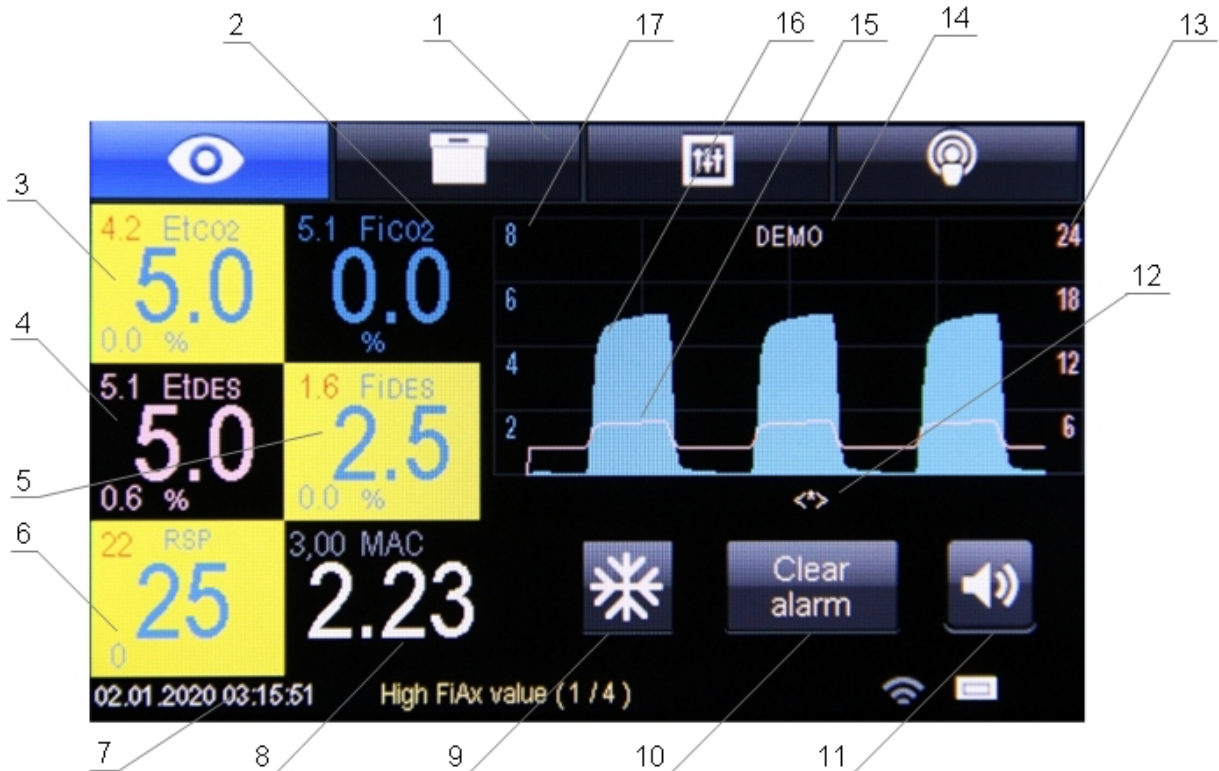 2 1 17 16 15 14 13
3
4.2 EtCO2 5.1 FiCO2 8 DEMO 24
5.0 0.0
0.0 % %
6 18
12
4
4 12
5.1 EtDES 1.6 FiDES
5.0 2.5
2 6
5
0.6 % 0.0 %
<*>
6
22 RSP 3,00 MAC
25 2.23
0
Clear
alarm
02.01.2020 03:15:51 High FiAx value ( 1 / 4 )
7 8 9 10 11